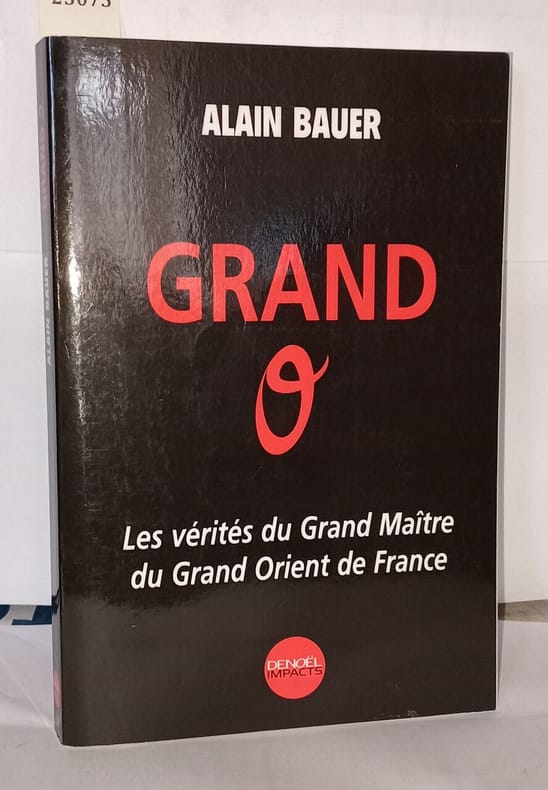 ALAIN BAUER
GRAND
O
Les vérités du Grand Maître
du Grand Orient de France
DENOËL
IMPACTS
ALAIN BAUER